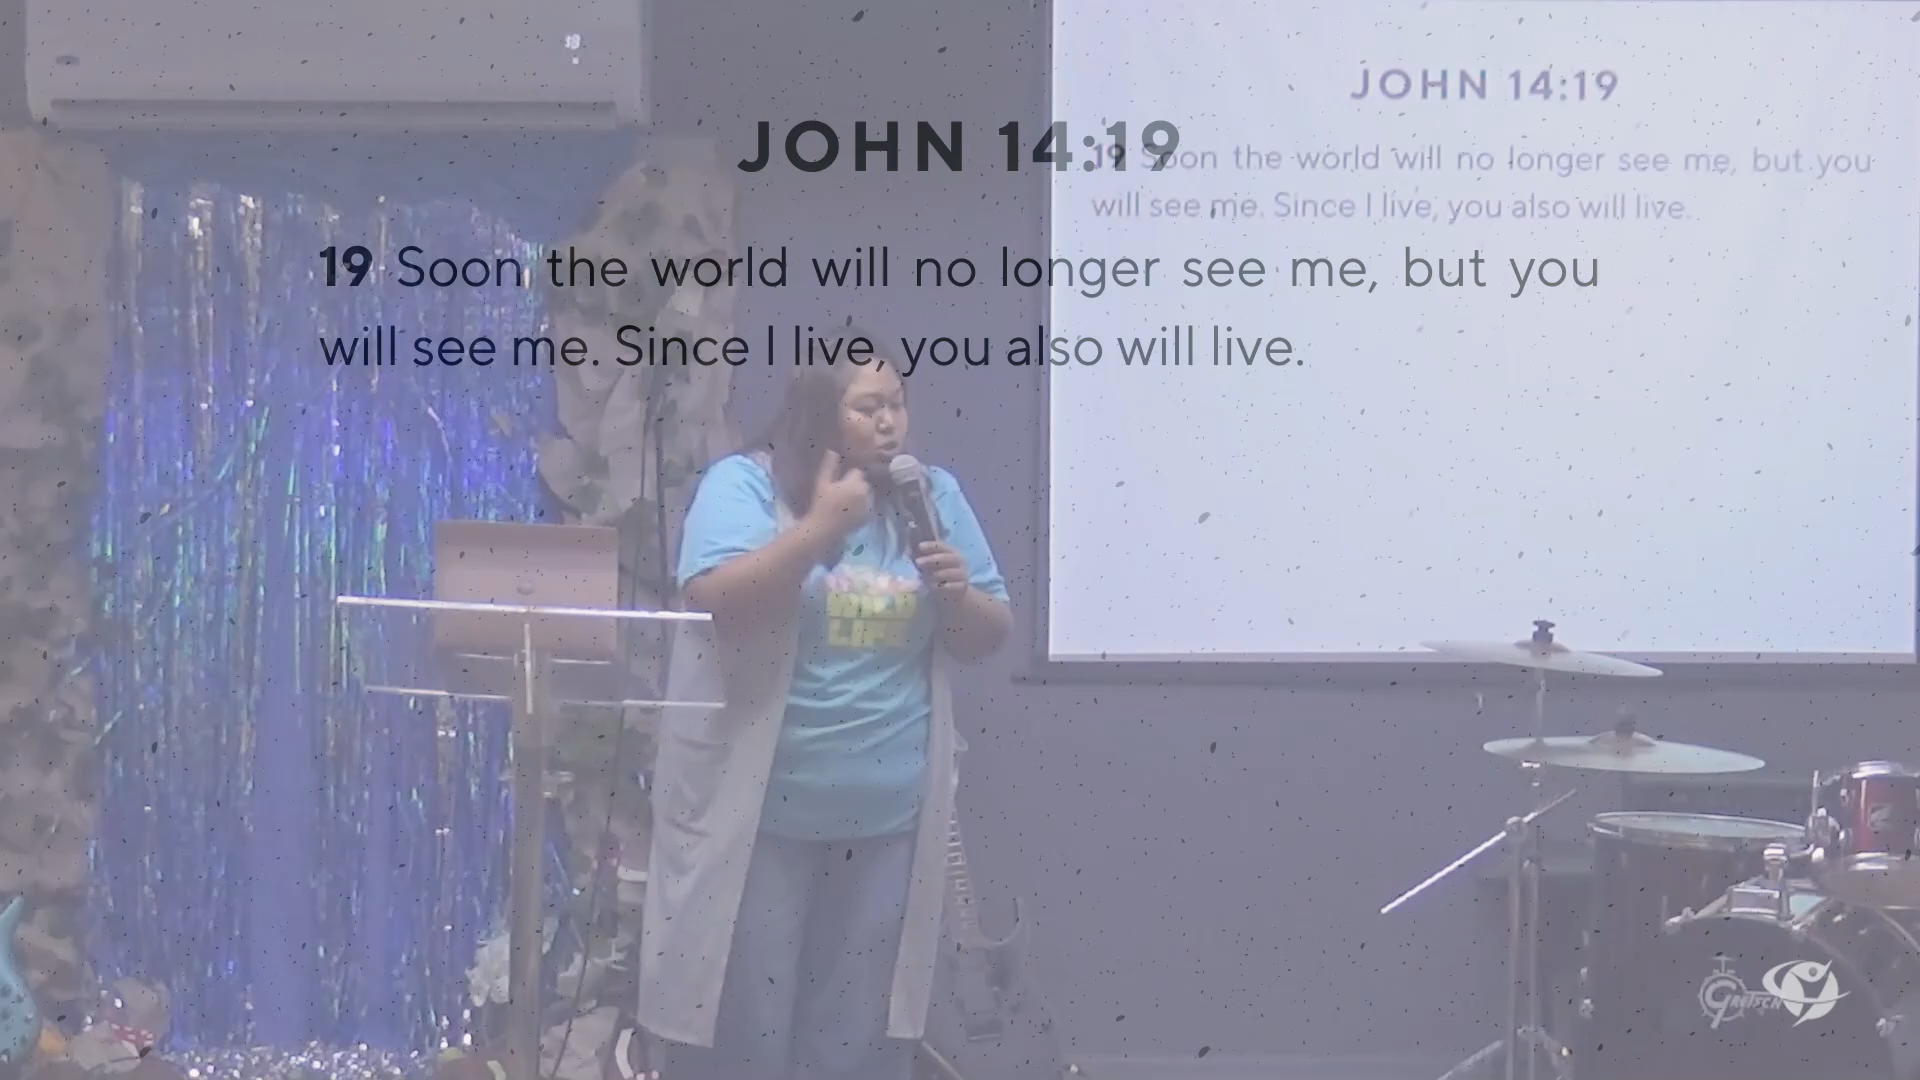 JOHN 14:19
19 Soon the world will no longer see me, but you
will see me. Since I live, you also will live.
JOHN 14:19
19 Soon the world will no longer see me, but you
will see me. Since I live, you also will live.
GRETSCH